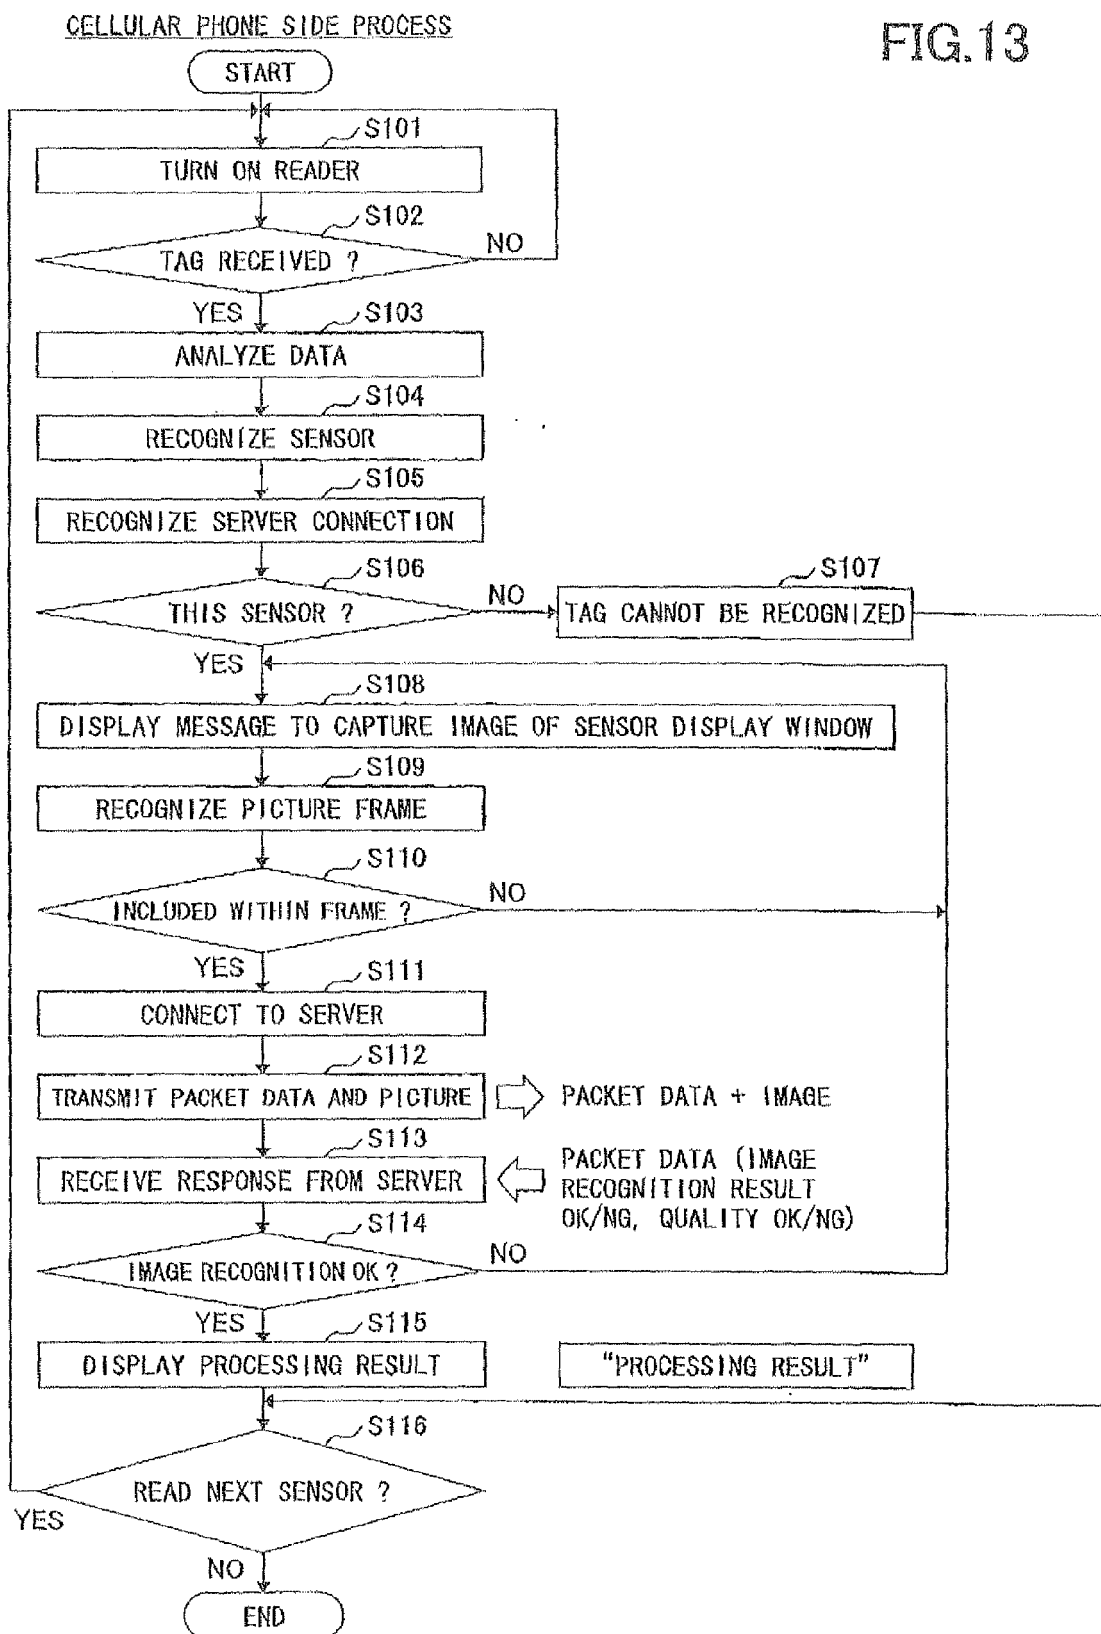 CELLULAR PHONE SIDE PROCESS
FIG.13
START
S101
TURN ON READER
S102
TAG RECEIVED ?
NO
YES
S103
ANALYZE DATA
S104
RECOGNIZE SENSOR
S105
RECOGNIZE SERVER CONNECTION
S106
THIS SENSOR ?
NO
S107
TAG CANNOT BE RECOGNIZED
YES
S108
DISPLAY MESSAGE TO CAPTURE IMAGE OF SENSOR DISPLAY WINDOW
S109
RECOGNIZE PICTURE FRAME
S110
INCLUDED WITHIN FRAME ?
NO
YES
S111
CONNECT TO SERVER
S112
TRANSMIT PACKET DATA AND PICTURE
PACKET DATA + IMAGE
S113
RECEIVE RESPONSE FROM SERVER
PACKET DATA (IMAGE
RECOGNITION RESULT
OK/NG, QUALITY OK/NG)
S114
IMAGE RECOGNITION OK ?
NO
YES
S115
DISPLAY PROCESSING RESULT
"PROCESSING RESULT"
S116
READ NEXT SENSOR ?
YES
NO
END